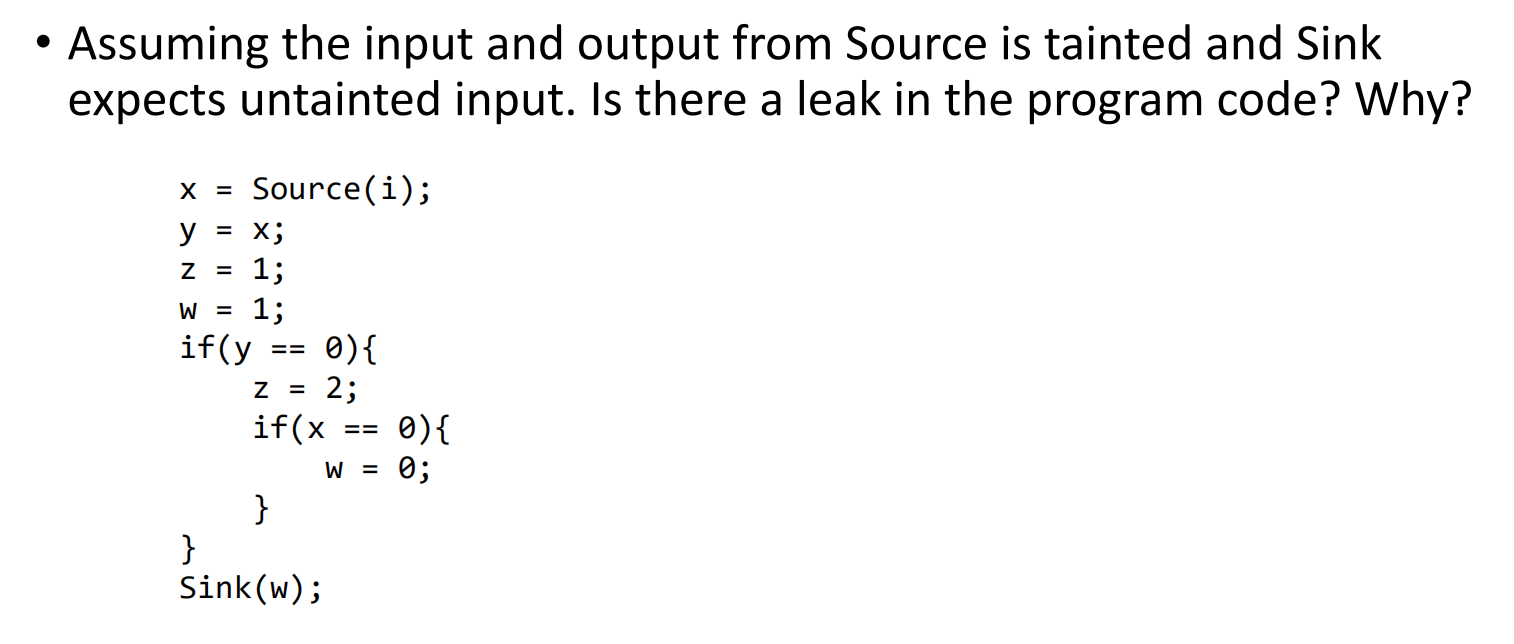 • Assuming the input and output from Source is tainted and Sink
expects untainted input. Is there a leak in the program code? Why?
x = Source(i);
y = x;
z = 1;
w = 1;
if(y == 0){
    z = 2;
    if(x == 0){
        w = 0;
    }
}
Sink(w);